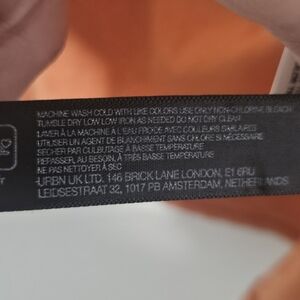 MACHINE WASH COLD WITH LIKE COLORS USE ONLY NON-CHLORINE BLEACH
TUMBLE DRY LOW LOW IRON AS NEEDED DO NOT DRY CLEAN
LAVER À LA MACHINE À L'EAU FROIDE AVEC COULEURS SIMILAIRES
UTILISER UN AGENT DE BLANCHIMENT SANS CHLORE SI NÉCESSAIRE
SÉCHER PAR CULBUTAGE À BASSE TEMPÉRATURE
REPASSER, AU BESOIN, À TRÈS BASSE TEMPÉRATURE
NE PAS NETTOYER À SEC
URBN UK LTD. 146 BRICK LANE LONDON, E1 6RU
LEIDSESTRAAT 32, 1017 PB AMSTERDAM, NETHERLANDS